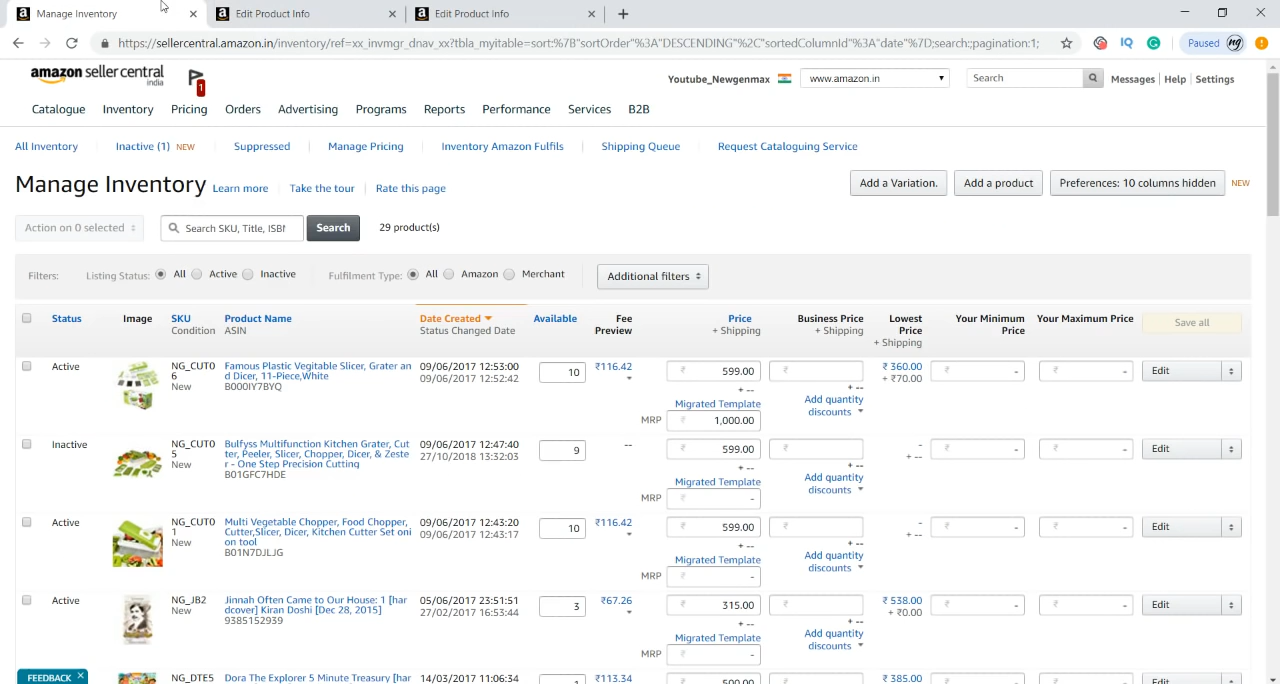 Manage Inventory
Edit Product Info
Edit Product Info
https://sellercentral.amazon.in/inventory/ref=xx_invmgr_dnav_xx?tbla_myitable=sort:%7B"sortOrder"%3A"DESCENDING"%2C"sortedColumnId"%3A"date"%7D;search:;pagination:1;
IQ
Paused
amazon seller central
india
1
Youtube_Newgenmax
www.amazon.in
Search
Messages | Help | Settings
Catalogue Inventory Pricing Orders Advertising Programs Reports Performance Services B2B
All Inventory Inactive (1) NEW Suppressed Manage Pricing Inventory Amazon Fulfils Shipping Queue Request Cataloguing Service
Manage Inventory Learn more Take the tour Rate this page
Add a Variation. Add a product Preferences: 10 columns hidden NEW
Action on 0 selected Search SKU, Title, ISBN Search 29 product(s)
Filters: Listing Status: All Active Inactive Fulfilment Type: All Amazon Merchant Additional filters
Status Image SKU Product Name Date Created Available Fee Price Business Price Lowest Your Minimum Your Maximum Price Save all
Condition ASIN Status Changed Date Preview + Shipping + Shipping Price Price
+ Shipping
Active NG_CUT0 Famous Plastic Vegitable Slicer, Grater an 09/06/2017 12:53:00 10 ₹116.42 ₹ 599.00 ₹ ₹ 360.00 ₹ - ₹ - Edit
6 d Dicer, 11-Piece,White 09/06/2017 12:52:42 + ₹70.00
New B000IY7BYQ + -- + --
Migrated Template Add quantity
MRP ₹ 1,000.00 discounts
Inactive NG_CUT0 Bulfyss Multifunction Kitchen Grater, Cut 09/06/2017 12:47:40 9 -- ₹ 599.00 ₹ - ₹ - ₹ - Edit
5 ter, Peeler, Slicer, Chopper, Dicer, & Zeste 27/10/2018 13:32:03 + --
New r - One Step Precision Cutting + -- + --
B01GFC7HDE Migrated Template Add quantity
MRP ₹ - discounts
Active NG_CUT0 Multi Vegetable Chopper, Food Chopper, 09/06/2017 12:43:20 10 ₹116.42 ₹ 599.00 ₹ - ₹ - ₹ - Edit
1 Cutter,Slicer, Dicer, Kitchen Cutter Set oni 09/06/2017 12:43:17 + --
New on tool + -- + --
B01N7DJLJG Migrated Template Add quantity
MRP ₹ - discounts
Active NG_JB2 Jinnah Often Came to Our House: 1 [har 05/06/2017 23:51:51 3 ₹67.26 ₹ 315.00 ₹ ₹ 538.00 ₹ - ₹ - Edit
New dcover] Kiran Doshi [Dec 28, 2015] 27/02/2017 16:53:44 + ₹0.00
9385152939 + -- + --
Migrated Template Add quantity
MRP ₹ - discounts
NG_DTE5 Dora The Explorer 5 Minute Treasury [har 14/03/2017 11:06:34 1 ₹113.34 500.00 ₹ 385.00 Edit
FEEDBACK